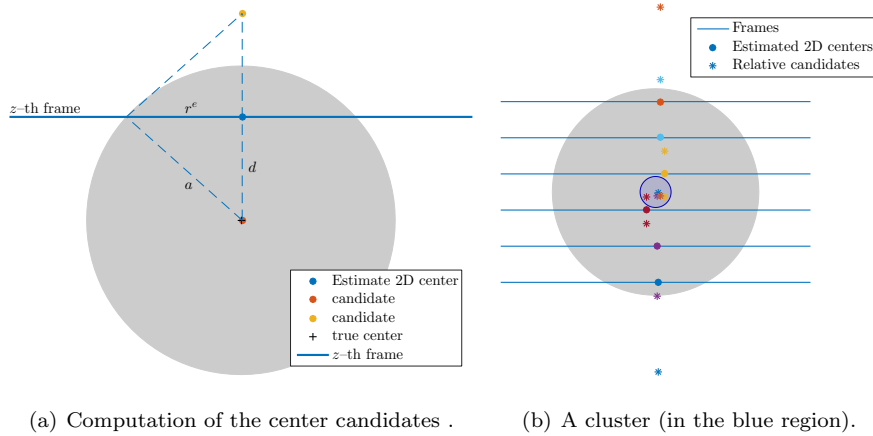 z–th frame
r^e
a
d
Estimate 2D center
candidate
candidate
true center
z–th frame
Frames
Estimated 2D centers
Relative candidates
(a) Computation of the center candidates .
(b) A cluster (in the blue region).